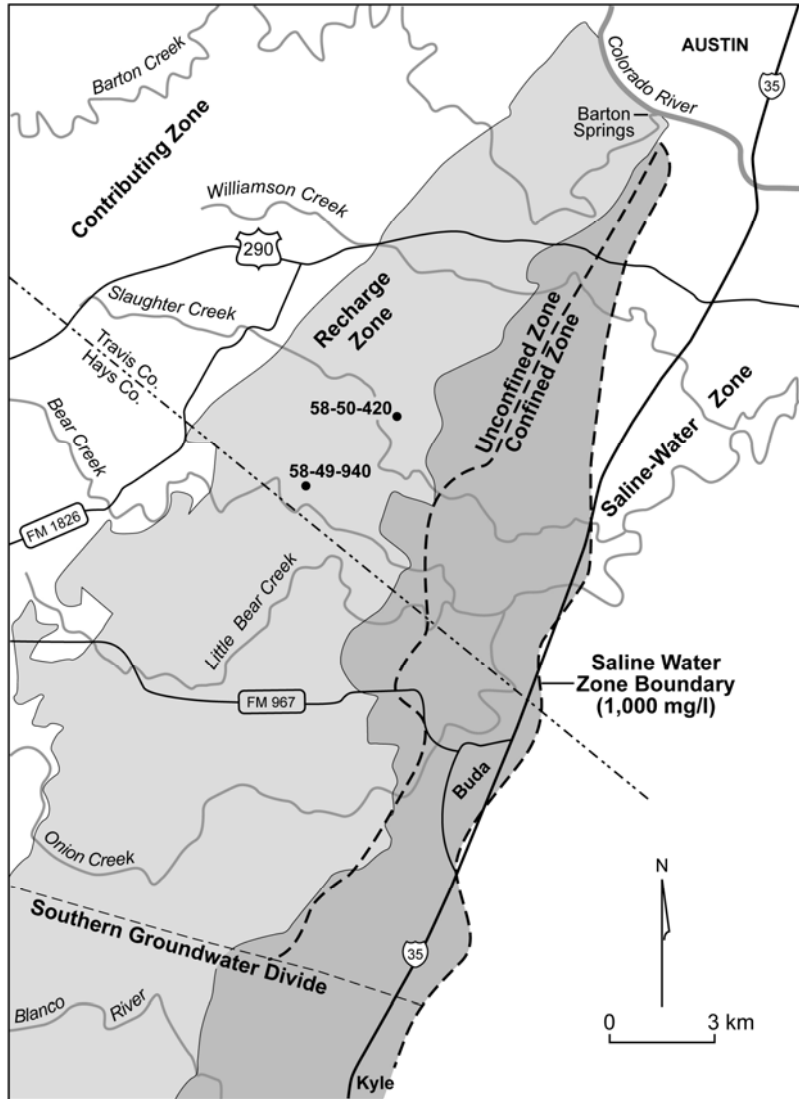 AUSTIN
Colorado River
35
Barton Creek
Barton
Springs
Contributing Zone
Williamson Creek
290
Slaughter Creek
Recharge
Zone
Unconfined Zone
Confined Zone
Travis Co.
Hays Co.
Bear Creek
58-50-420
Saline-Water Zone
58-49-940
FM 1826
Little Bear Creek
Saline Water
Zone Boundary
(1,000 mg/l)
FM 967
Buda
Onion Creek
N
Southern Groundwater Divide
35
Blanco River
0 3 km
Kyle